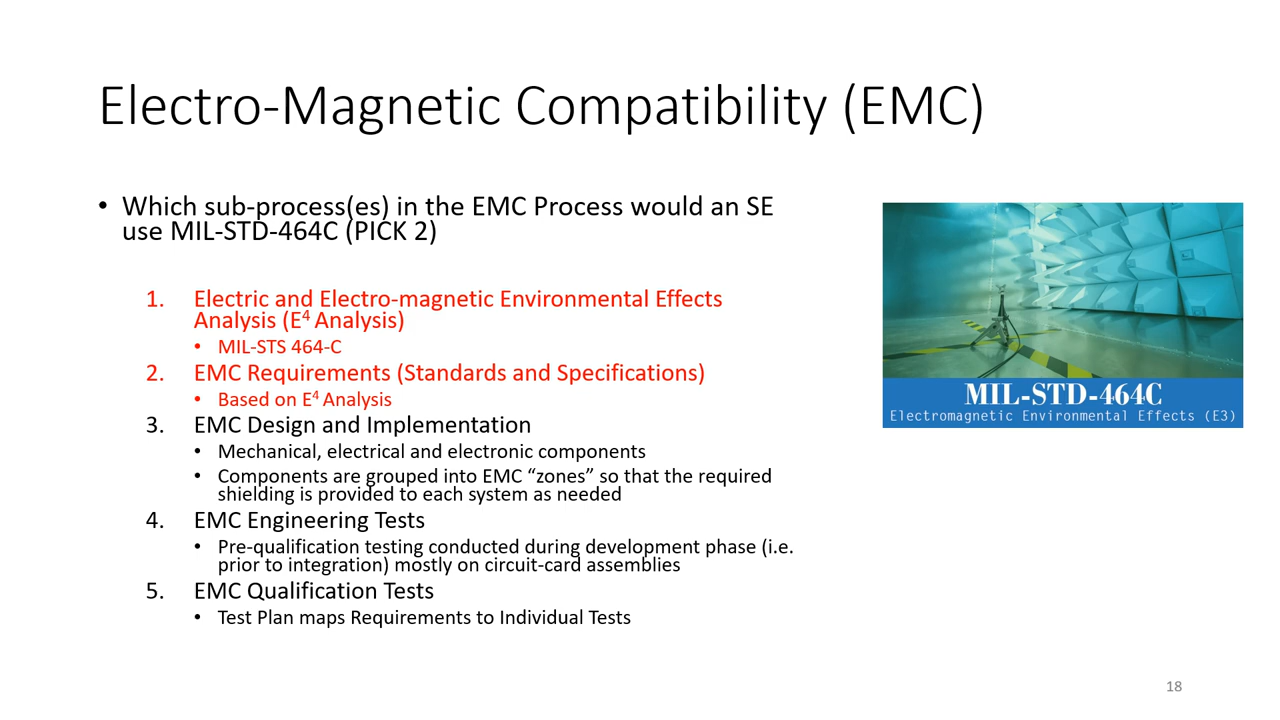 Electro-Magnetic Compatibility (EMC)
• Which sub-process(es) in the EMC Process would an SE
use MIL-STD-464C (PICK 2)
1. Electric and Electro-magnetic Environmental Effects
Analysis (E⁴ Analysis)
• MIL-STS 464-C
2. EMC Requirements (Standards and Specifications)
• Based on E⁴ Analysis
3. EMC Design and Implementation
• Mechanical, electrical and electronic components
• Components are grouped into EMC “zones” so that the required
shielding is provided to each system as needed
4. EMC Engineering Tests
• Pre-qualification testing conducted during development phase (i.e.
prior to integration) mostly on circuit-card assemblies
5. EMC Qualification Tests
• Test Plan maps Requirements to Individual Tests
MIL-STD-464C
Electromagnetic Environmental Effects (E3)
18